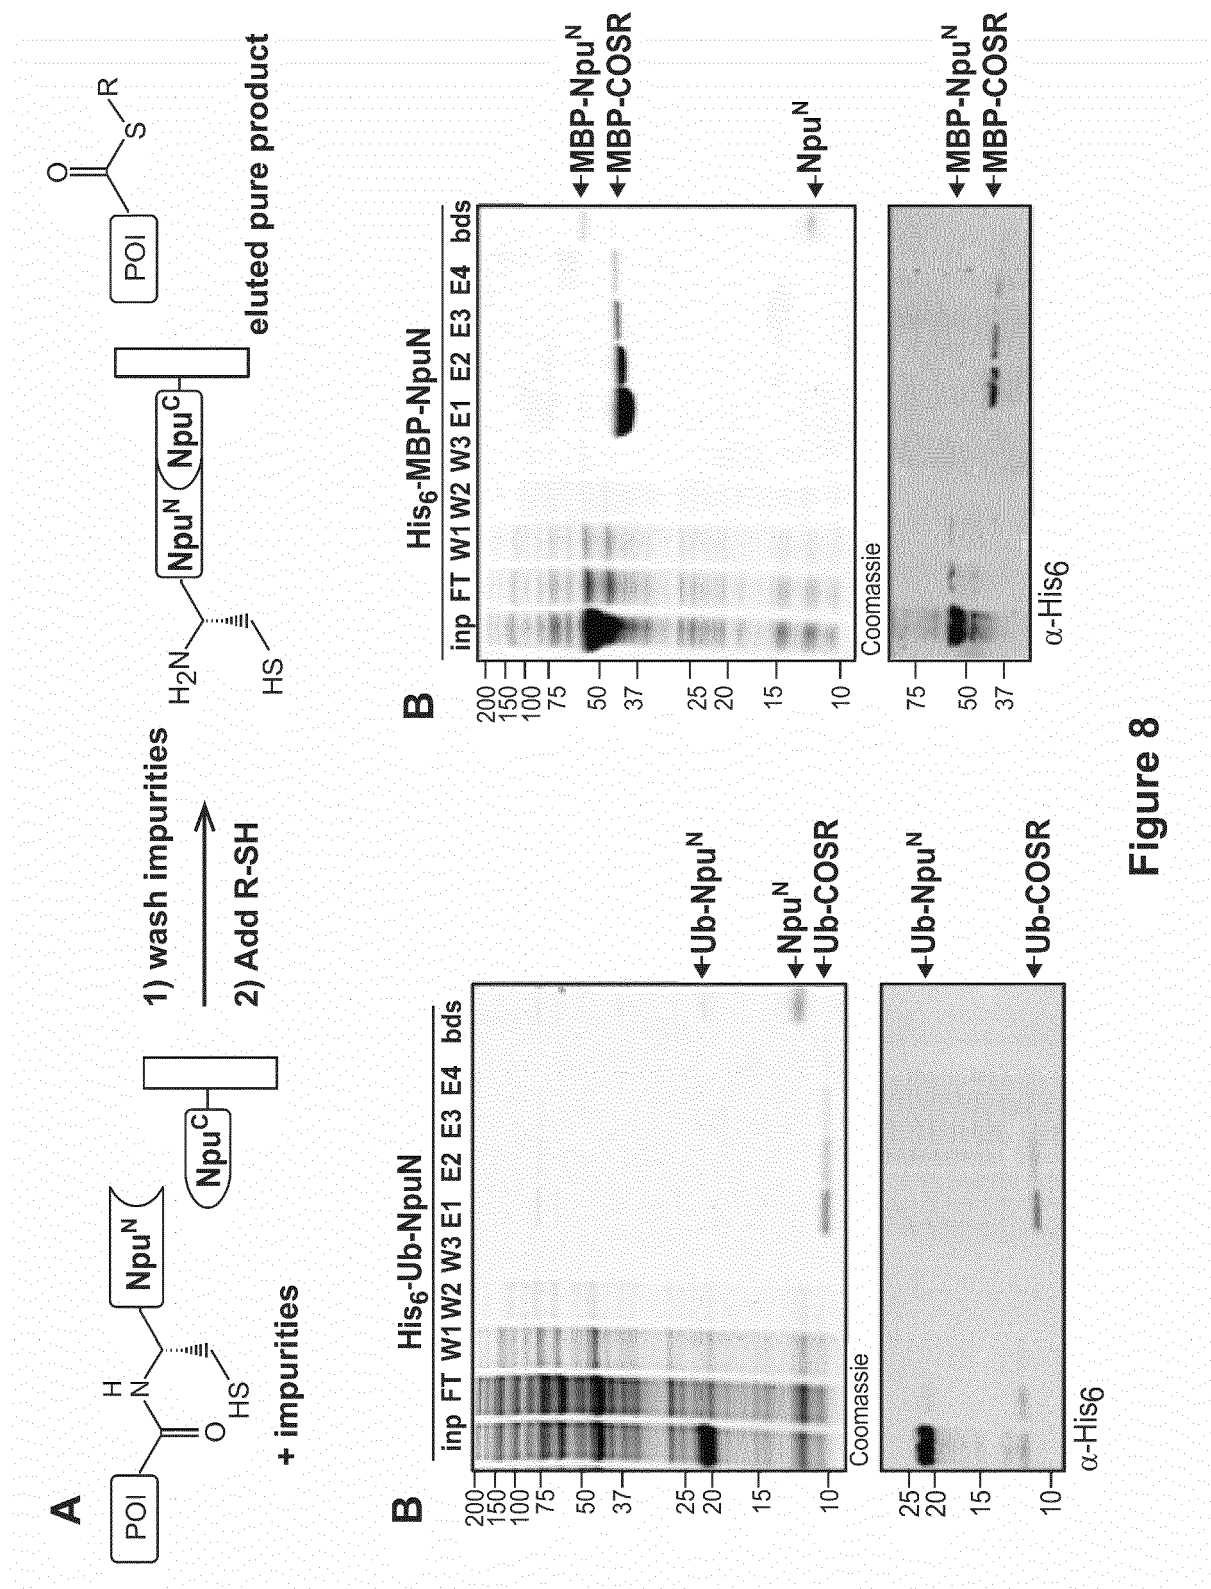 A
POI
O
H
N
HS
Npu^N
Npu^C
+ impurities
1) wash impurities
2) Add R-SH
H2N
HS
Npu^N
Npu^C
POI
O
S
R
eluted pure product
B
His6-Ub-NpuN
inp FT W1 W2 W3 E1 E2 E3 E4 bds
200
150
100
75
50
37
25
20
15
10
Ub-Npu^N
Npu^N
Ub-COSR
Coomassie
25
20
15
10
Ub-Npu^N
Ub-COSR
α-His6
B
His6-MBP-NpuN
inp FT W1 W2 W3 E1 E2 E3 E4 bds
200
150
100
75
50
37
25
20
15
10
MBP-Npu^N
MBP-COSR
Npu^N
Coomassie
75
50
37
MBP-Npu^N
MBP-COSR
α-His6
Figure 8